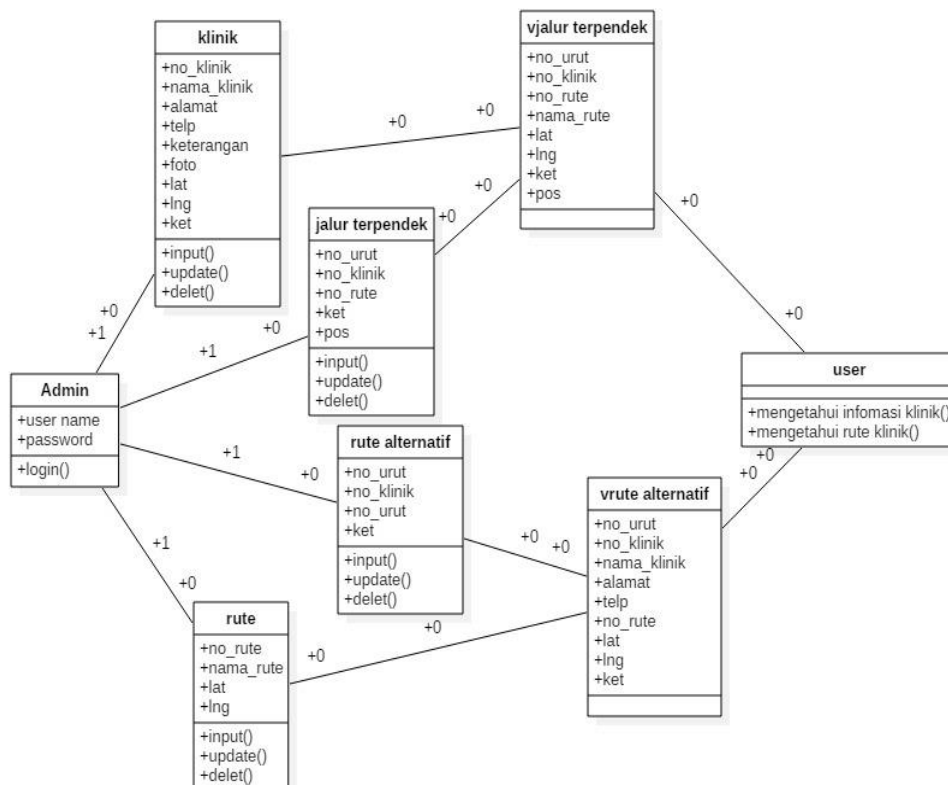 klinik
+no_klinik
+nama_klinik
+alamat
+telp
+keterangan
+foto
+lat
+lng
+ket
+input()
+update()
+delet()
vjalur terpendek
+no_urut
+no_klinik
+no_rute
+nama_rute
+lat
+lng
+ket
+pos
+0
+0
+0
+0
+0
jalur terpendek
+no_urut
+no_klinik
+no_rute
+ket
+pos
+input()
+update()
+delet()
+0
+1
+0
+1
+0
Admin
+user name
+password
+login()
user
+mengetahui infomasi klinik()
+mengetahui rute klinik()
+1
+0
rute alternatif
+no_urut
+no_klinik
+no_urut
+ket
+input()
+update()
+delet()
+0
+0
vrute alternatif
+no_urut
+no_klinik
+nama_klinik
+alamat
+telp
+no_rute
+lat
+lng
+ket
+0
+0
+1
+0
rute
+no_rute
+nama_rute
+lat
+lng
+input()
+update()
+delet()
+0
+0